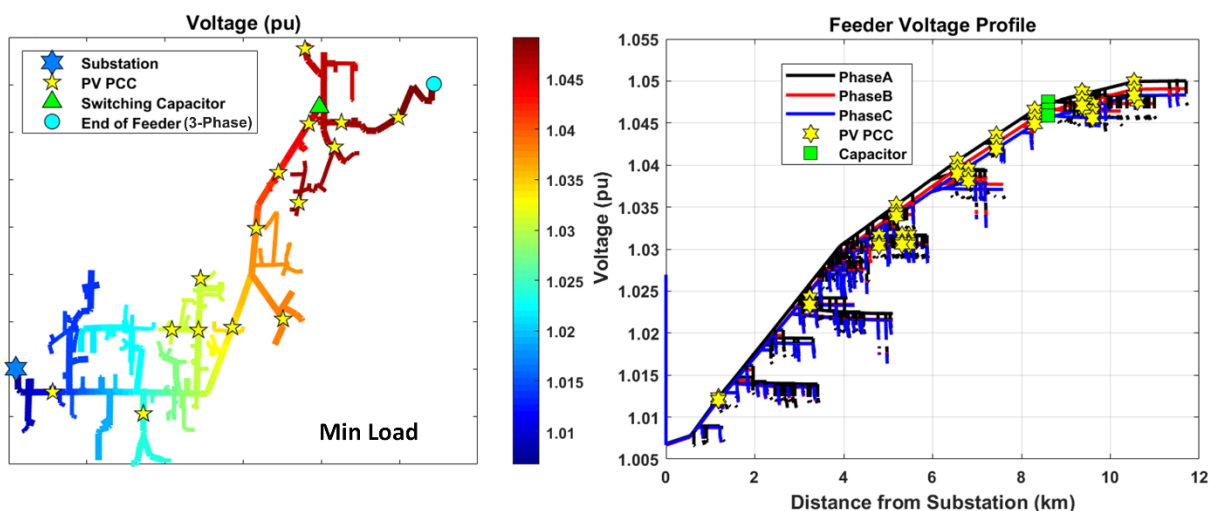 Voltage (pu)
Substation
PV PCC
Switching Capacitor
End of Feeder (3-Phase)
Min Load
1.045
1.04
1.035
1.03
1.025
1.02
1.015
1.01
Feeder Voltage Profile
Voltage (pu)
1.055
1.05
1.045
1.04
1.035
1.03
1.025
1.02
1.015
1.01
1.005
PhaseA
PhaseB
PhaseC
PV PCC
Capacitor
0 2 4 6 8 10 12
Distance from Substation (km)